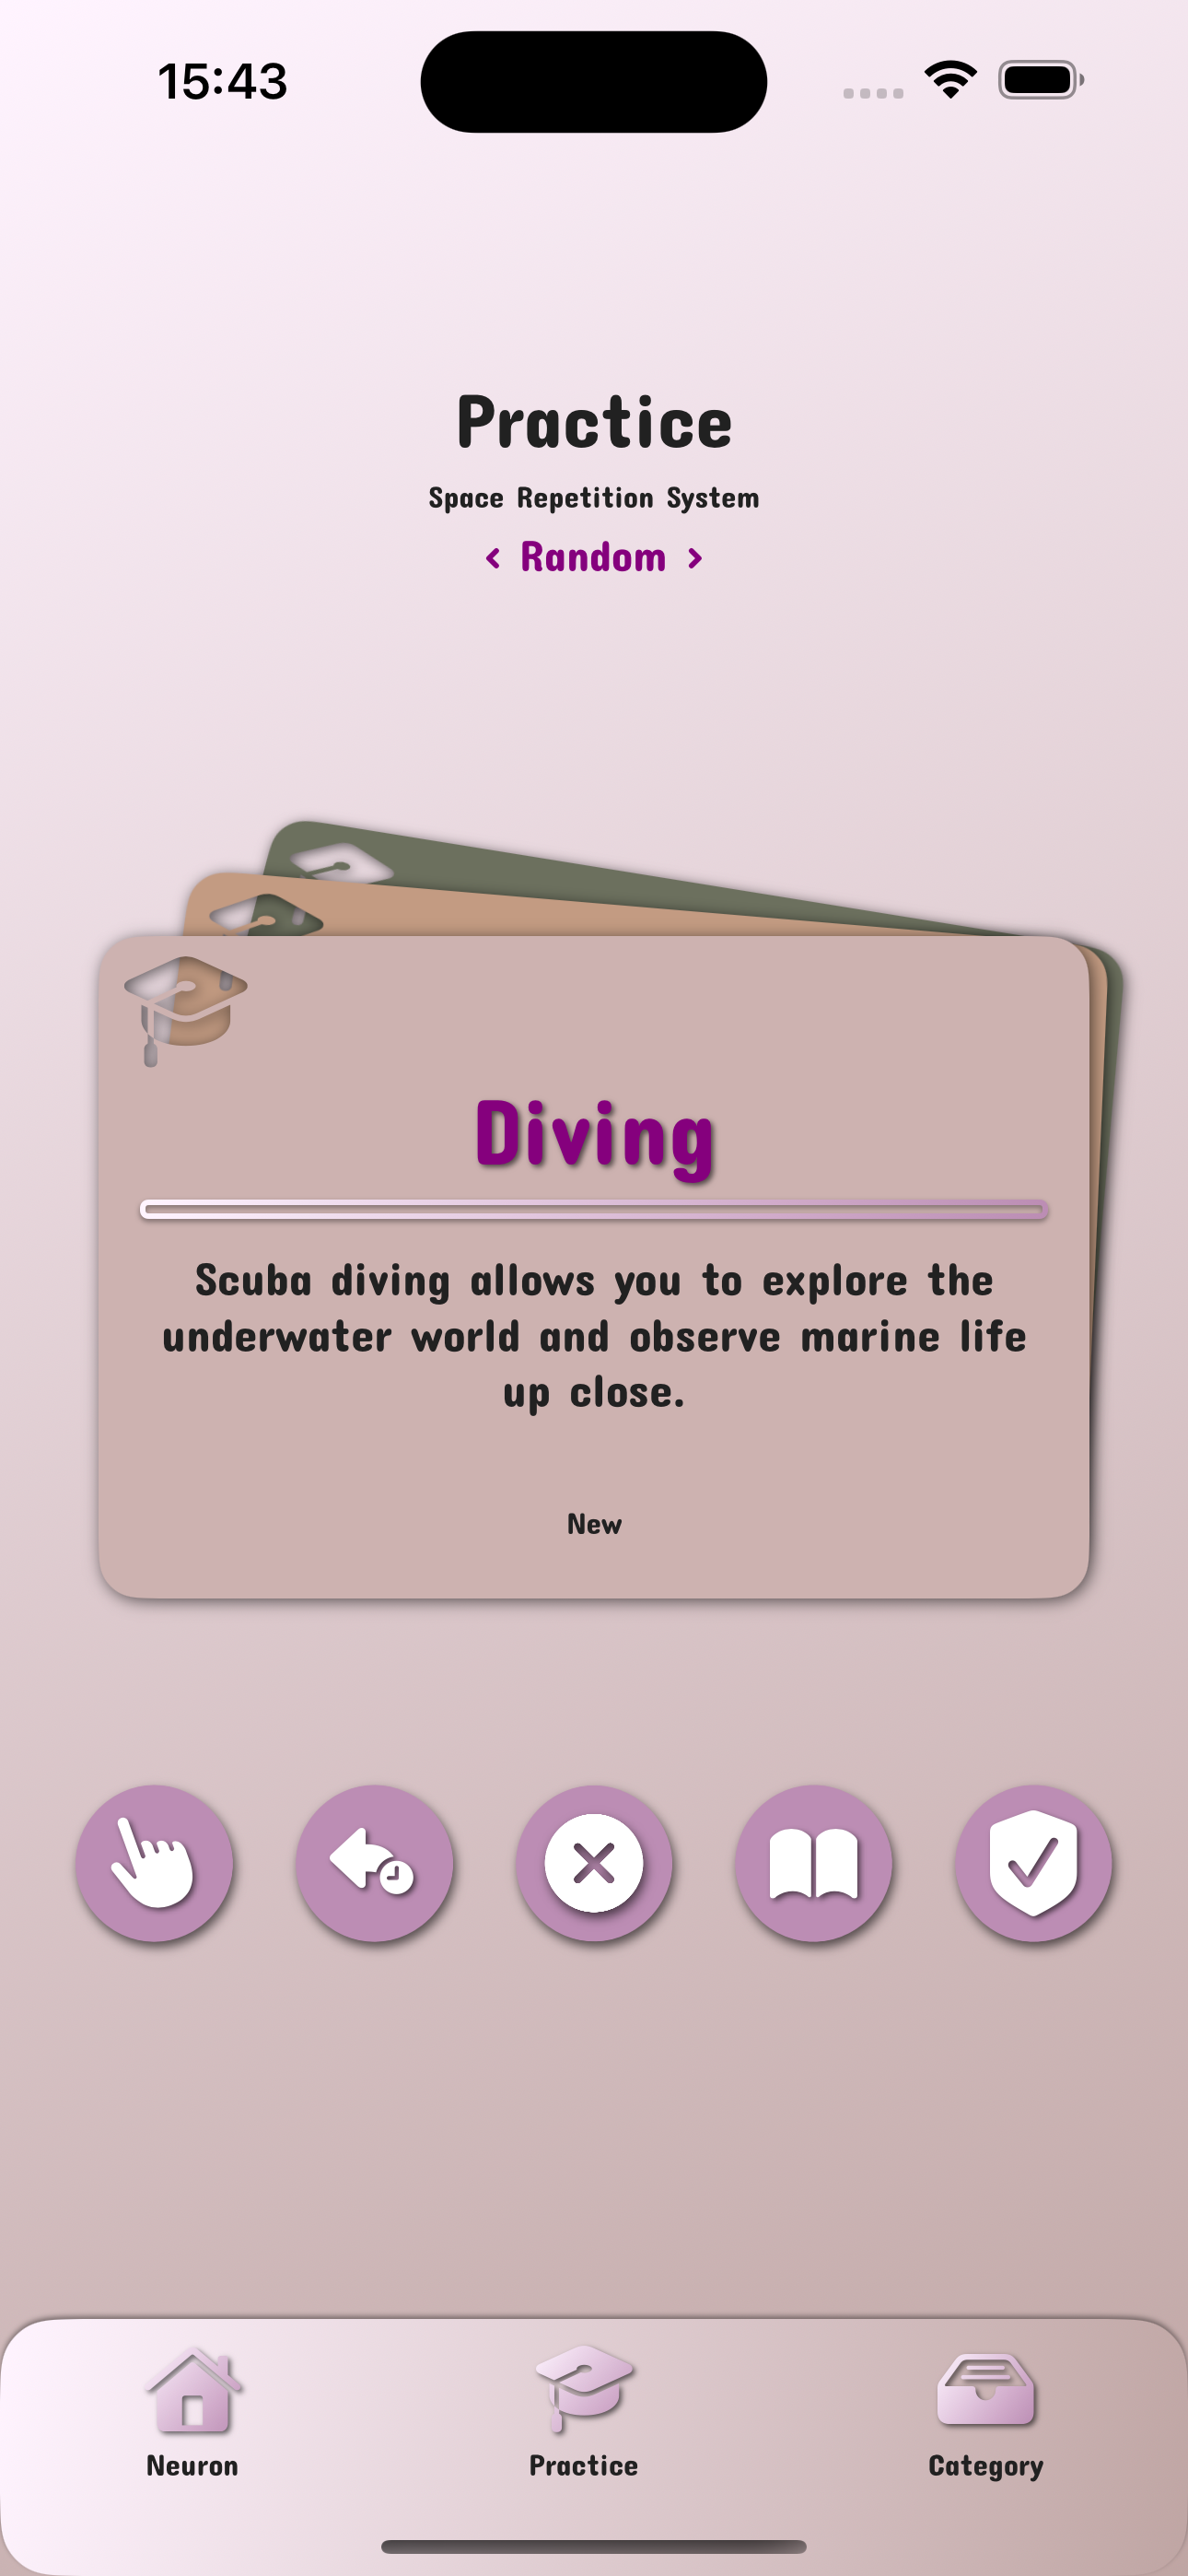 15:43
Practice
Space Repetition System
‹ Random ›
Diving
Scuba diving allows you to explore the
underwater world and observe marine life
up close.
New
Neuron
Practice
Category